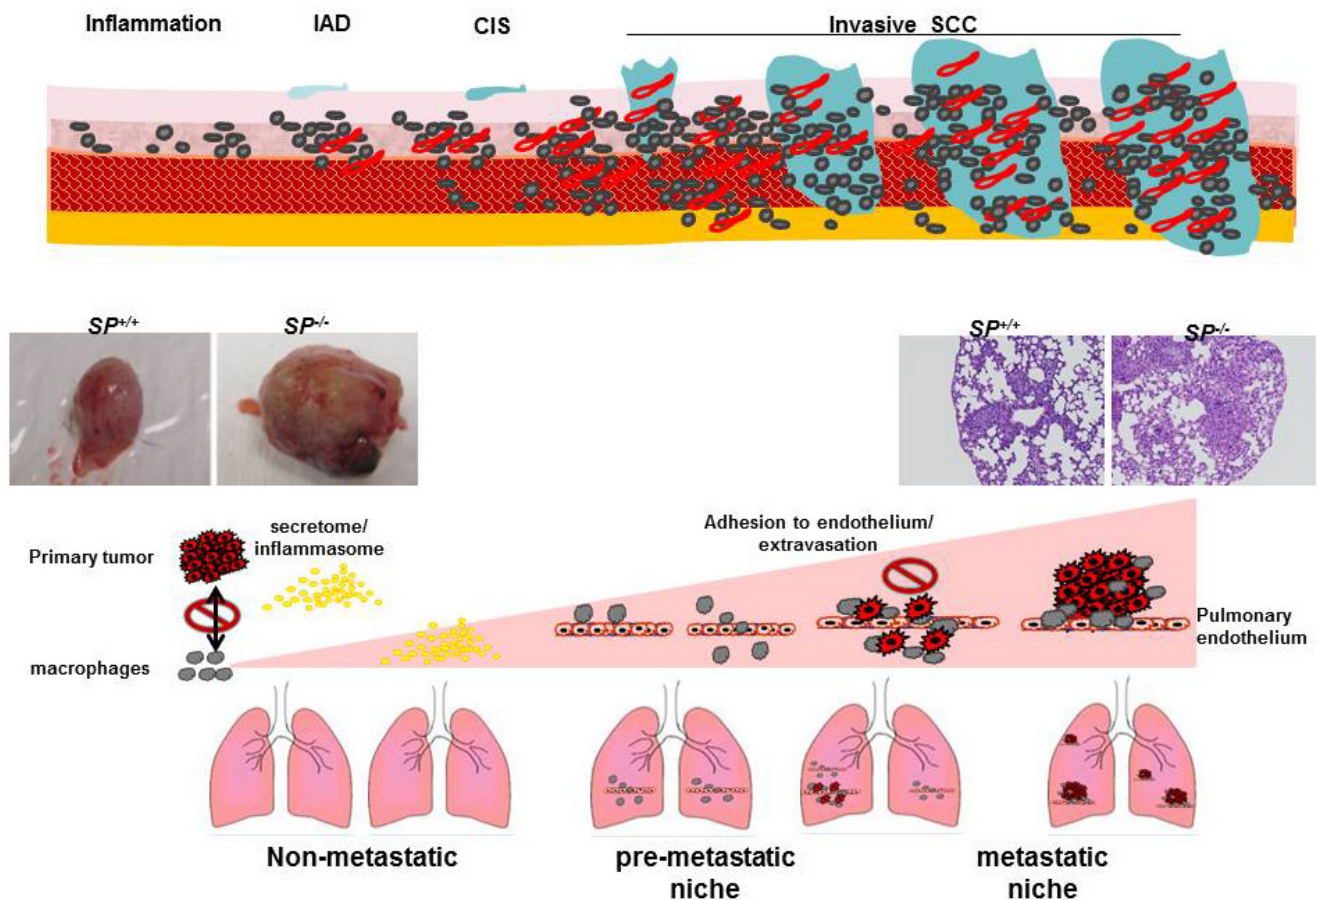 Inflammation IAD CIS Invasive SCC
SP+/+ SP-/- SP+/+ SP-/-
Primary tumor
secretome/
inflammasome
Adhesion to endothelium/
extravasation
macrophages
Pulmonary
endothelium
Non-metastatic
pre-metastatic
niche
metastatic
niche